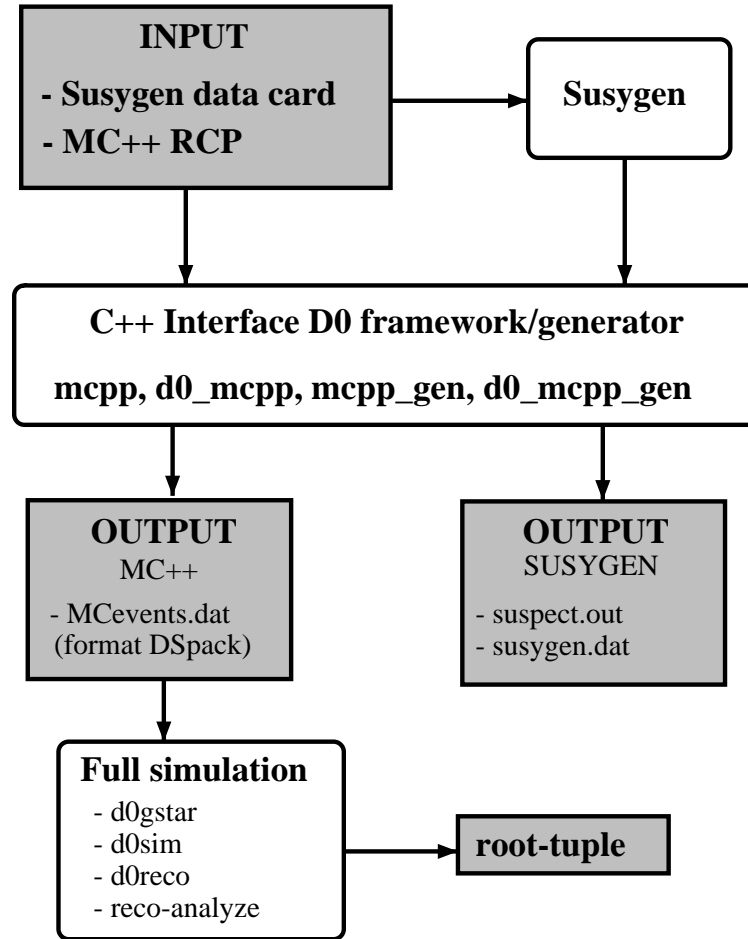 INPUT
- Susygen data card
- MC++ RCP
Susygen
C++ Interface D0 framework/generator
mcpp, d0_mcpp, mcpp_gen, d0_mcpp_gen
OUTPUT
MC++
- MCevents.dat
(format DSpack)
OUTPUT
SUSYGEN
- suspect.out
- susygen.dat
Full simulation
- d0gstar
- d0sim
- d0reco
- reco-analyze
root-tuple